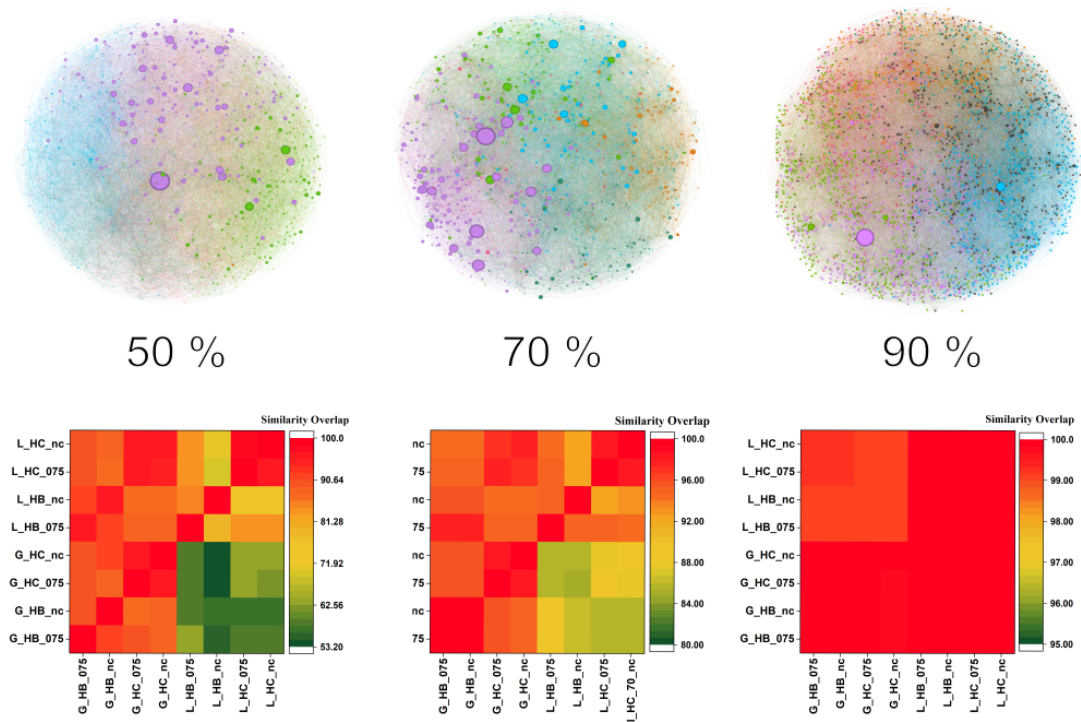 50 %
70 %
90 %
Similarity Overlap
L_HC_nc
L_HC_075
L_HB_nc
L_HB_075
G_HC_nc
G_HC_075
G_HB_nc
G_HB_075
100.0
90.64
81.28
71.92
62.56
53.20
G_HB_075
G_HB_nc
G_HC_075
G_HC_nc
L_HB_075
L_HB_nc
L_HC_075
L_HC_nc
Similarity Overlap
nc
75
nc
75
nc
75
nc
75
100.0
96.00
92.00
88.00
84.00
80.00
G_HB_075
G_HB_nc
G_HC_075
G_HC_nc
L_HB_075
L_HB_nc
L_HC_075
l_HC_70_nc
Similarity Overlap
L_HC_nc
L_HC_075
L_HB_nc
L_HB_075
G_HC_nc
G_HC_075
G_HB_nc
G_HB_075
100.0
99.00
98.00
97.00
96.00
95.00
G_HB_075
G_HB_nc
G_HC_075
G_HC_nc
L_HB_075
L_HB_nc
L_HC_075
L_HC_nc